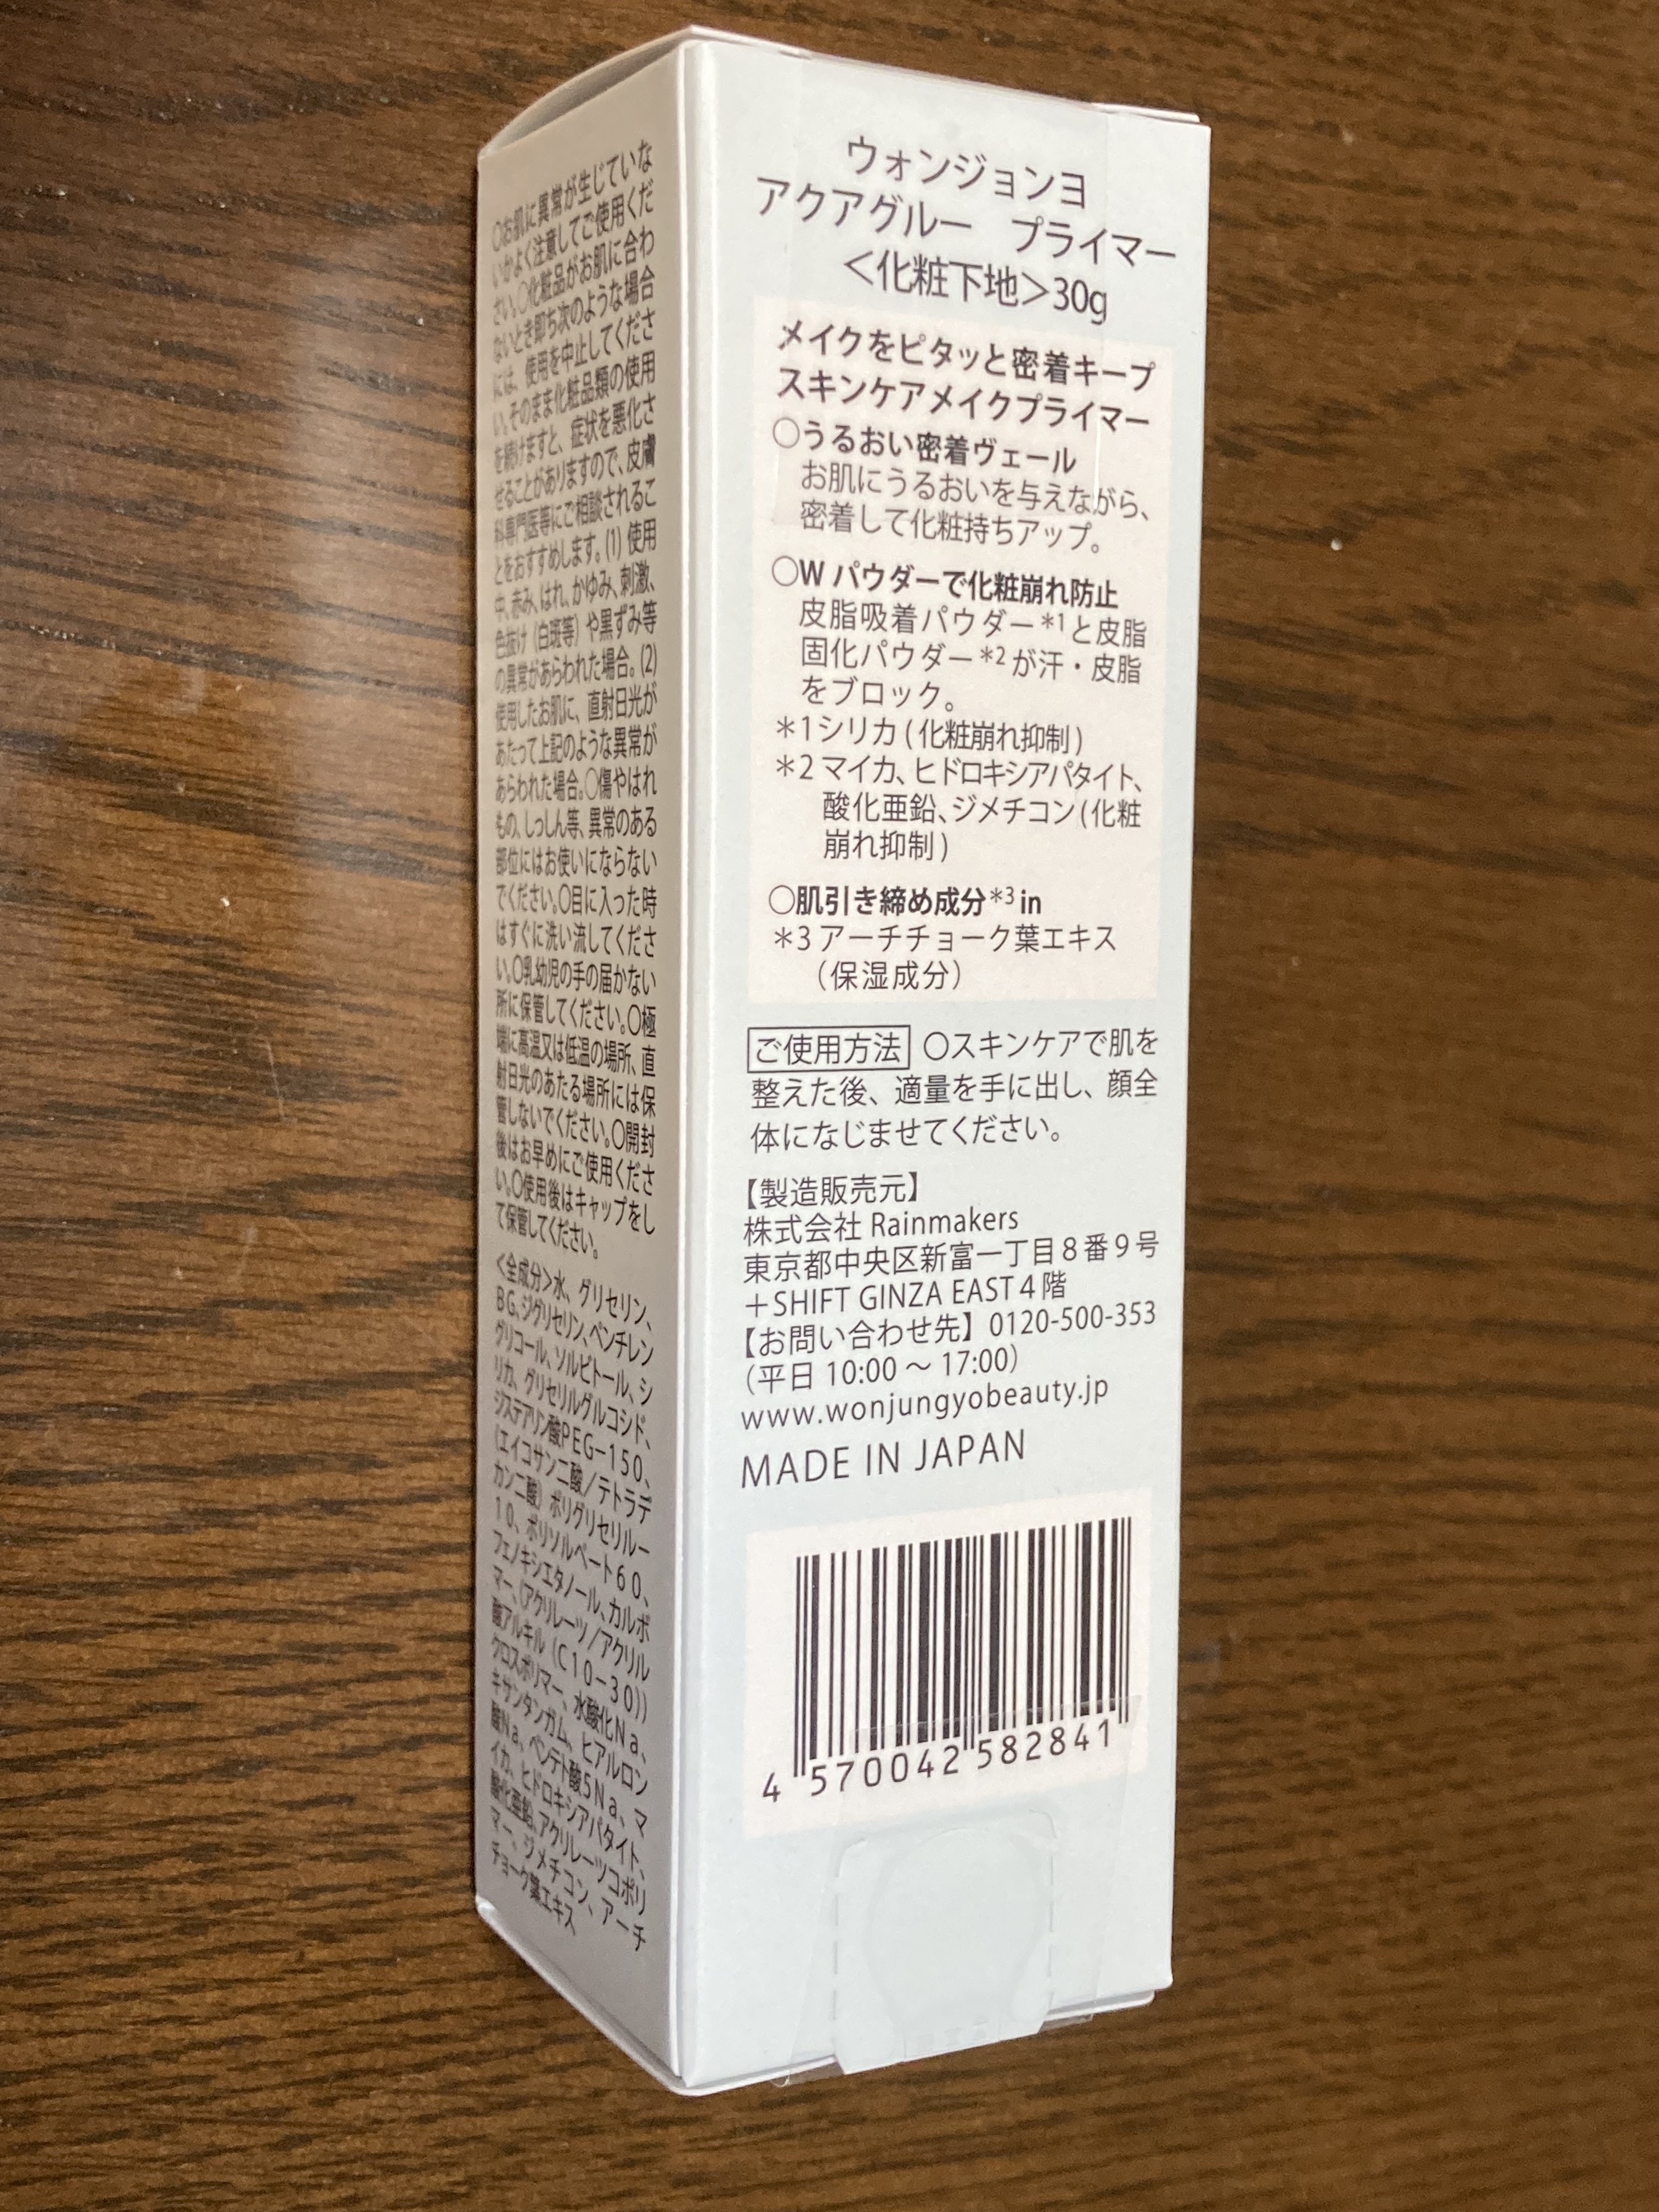 〇お肌に異常が生じていな
いかよく注意してご使用くだ
さい。〇化粧品がお肌に合わ
ないとき即ち次のような場合
には、使用を中止してくださ
い。そのまま化粧品類の使用
を続けますと、症状を悪化さ
せることがありますので、皮膚
科専門医等にご相談されるこ
とをおすすめします。(1) 使用
中、赤み、はれ、かゆみ、刺激、
色抜け（白斑等）や黒ずみ等
の異常があらわれた場合。(2)
使用したお肌に、直射日光が
あたって上記のような異常が
あらわれた場合。〇傷やはれ
もの、しっしん等、異常のある
部位にはお使いにならない
でください。〇目に入った時
はすぐに洗い流してくださ
い。〇乳幼児の手の届かない
所に保管してください。〇極
端に高温又は低温の場所、直
射日光のあたる場所には保
管しないでください。〇開封
後はお早めにご使用くださ
い。〇使用後はキャップをし
て保管してください。
＜全成分＞水、グリセリン、
BG、ジグリセリン、ペンチレン
グリコール、ソルビトール、シ
リカ、グリセリルグルコシド、
ジステアリン酸PEG－150、
（エイコサン二酸／テトラデ
カン二酸）ポリグリセリル－
10、ポリソルベート60、
フェノキシエタノール、カルボ
マー、（アクリレーツ／アクリル
酸アルキル（C10－30））
クロスポリマー、水酸化Na、
キサンタンガム、ヒアルロン
酸Na、ペンテト酸5Na、マ
イカ、ヒドロキシアパタイト、
酸化亜鉛、アクリレーツコポリ
マー、ジメチコン、アーチ
チョーク葉エキス
ウォンジョンヨ
アクアグルー　プライマー
＜化粧下地＞30g
メイクをピタッと密着キープ
スキンケアメイクプライマー
〇うるおい密着ヴェール
お肌にうるおいを与えながら、
密着して化粧持ちアップ。
〇W パウダーで化粧崩れ防止
皮脂吸着パウダー*1と皮脂
固化パウダー*2が汗・皮脂
をブロック。
*1シリカ(化粧崩れ抑制)
*2 マイカ、ヒドロキシアパタイト、
酸化亜鉛、ジメチコン(化粧
崩れ抑制)
〇肌引き締め成分*3 in
*3 アーチチョーク葉エキス
（保湿成分）
ご使用方法 〇スキンケアで肌を
整えた後、適量を手に出し、顔全
体になじませてください。
【製造販売元】
株式会社 Rainmakers
東京都中央区新富一丁目8番9号
＋SHIFT GINZA EAST 4階
【お問い合わせ先】0120-500-353
（平日 10:00 〜 17:00）
www.wonjungyobeauty.jp
MADE IN JAPAN
4 570042 582841